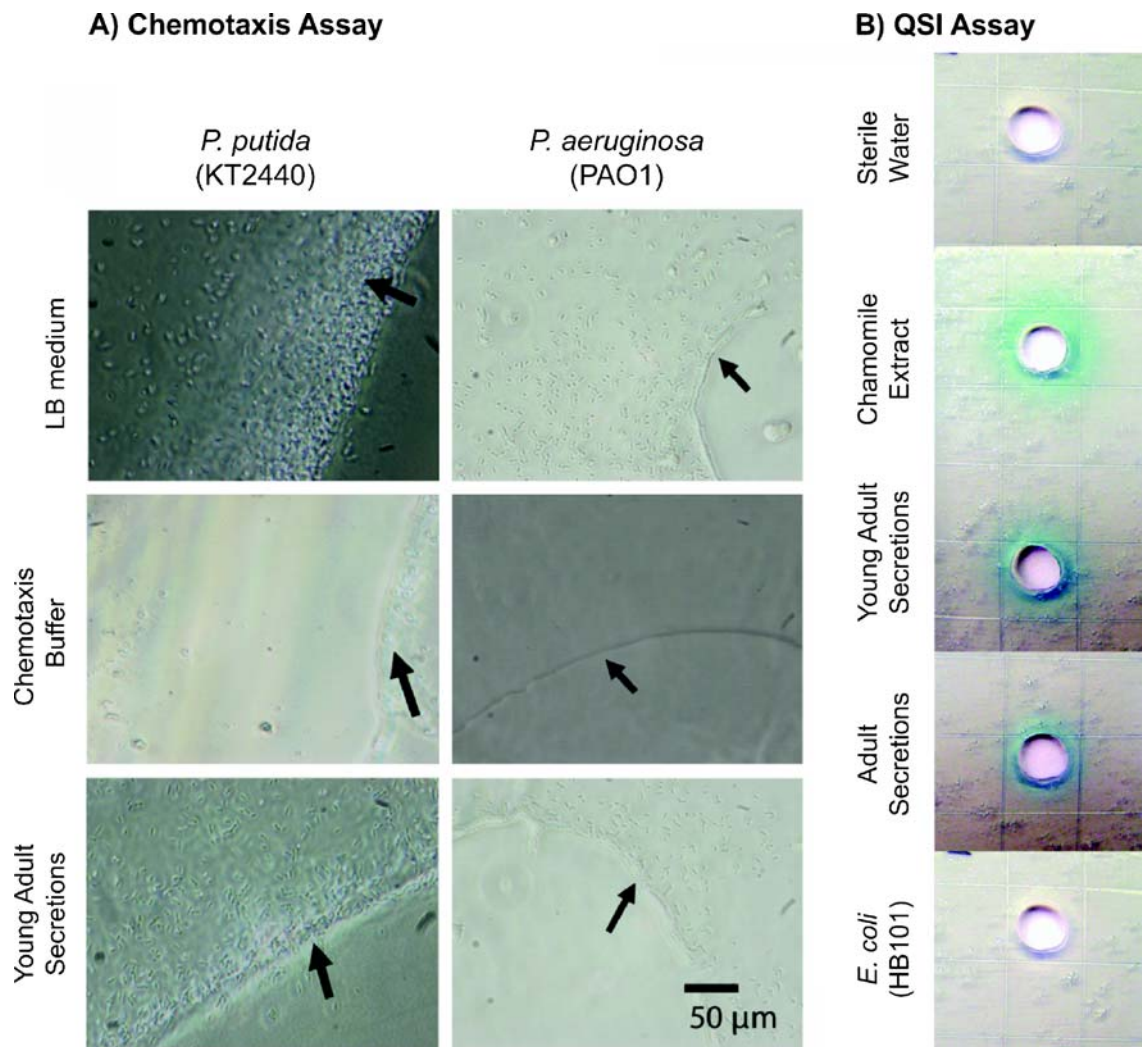 A) Chemotaxis Assay
B) QSI Assay
P. putida
(KT2440)
P. aeruginosa
(PAO1)
LB medium
Chemotaxis
Buffer
Young Adult
Secretions
50 µm
Sterile
Water
Chamomile
Extract
Young Adult
Secretions
Adult
Secretions
E. coli
(HB101)